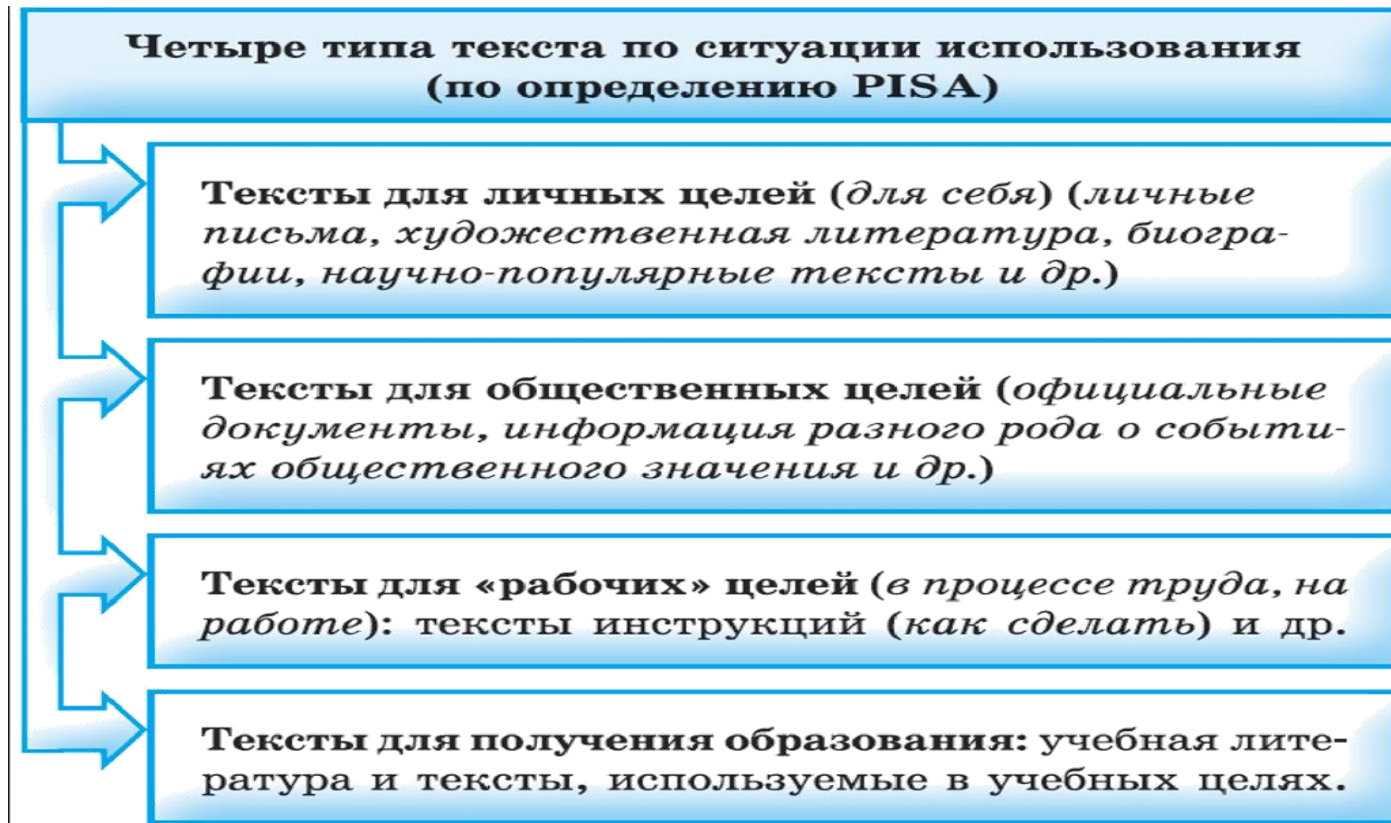 Четыре типа текста по ситуации использования
(по определению PISA)
Тексты для личных целей (для себя) (личные
письма, художественная литература, биогра-
фии, научно-популярные тексты и др.)
Тексты для общественных целей (официальные
документы, информация разного рода о событи-
ях общественного значения и др.)
Тексты для «рабочих» целей (в процессе труда, на
работе): тексты инструкций (как сделать) и др.
Тексты для получения образования: учебная лите-
ратура и тексты, используемые в учебных целях.